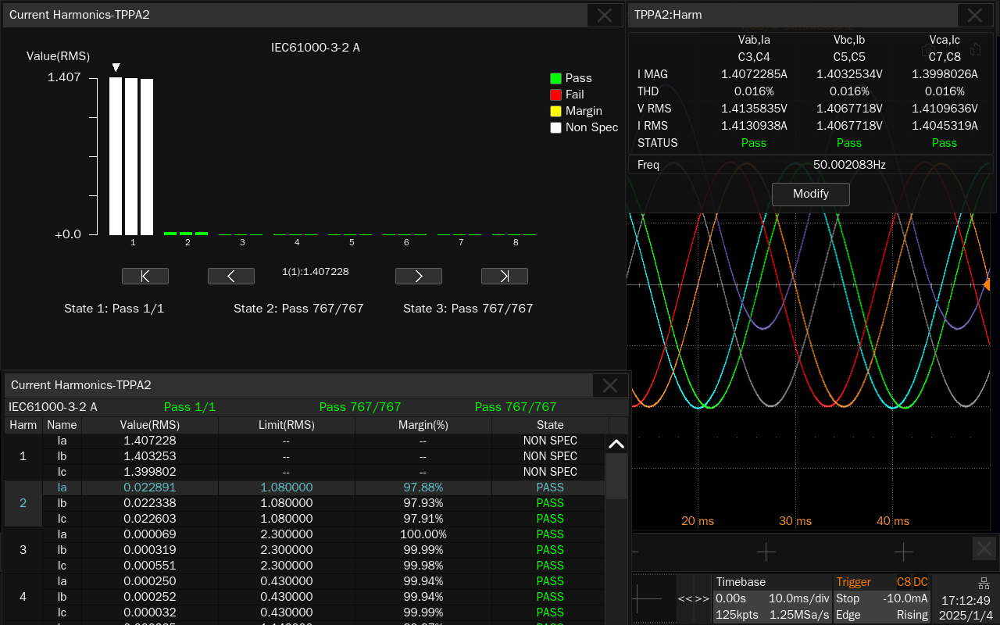 Current Harmonics-TPPA2
IEC61000-3-2 A
Value(RMS)
1.407
+0.0
1 2 3 4 5 6 7 8
Pass
Fail
Margin
Non Spec
1(1):1.407228
State 1: Pass 1/1 State 2: Pass 767/767 State 3: Pass 767/767
TPPA2:Harm
Vab,Ia Vbc,Ib Vca,Ic
C3,C4 C5,C5 C7,C8
I MAG 1.4072285A 1.4032534V 1.3998026A
THD 0.016% 0.016% 0.016%
V RMS 1.4135835V 1.4067718V 1.4109636V
I RMS 1.4130938A 1.4067718V 1.4045319A
STATUS Pass Pass Pass
Freq 50.002083Hz
Modify
20 ms 30 ms 40 ms
Current Harmonics-TPPA2
IEC61000-3-2 A Pass 1/1 Pass 767/767 Pass 767/767
Harm Name Value(RMS) Limit(RMS) Margin(%) State
1
Ia 1.407228 -- -- NON SPEC
Ib 1.403253 -- -- NON SPEC
Ic 1.399802 -- -- NON SPEC
2
Ia 0.022891 1.080000 97.88% PASS
Ib 0.022338 1.080000 97.93% PASS
Ic 0.022603 1.080000 97.91% PASS
3
Ia 0.000069 2.300000 100.00% PASS
Ib 0.000319 2.300000 99.99% PASS
Ic 0.000551 2.300000 99.98% PASS
4
Ia 0.000250 0.430000 99.94% PASS
Ib 0.000252 0.430000 99.94% PASS
Ic 0.000032 0.430000 99.99% PASS
<< >>
Timebase
0.00s 10.0ms/div
125kpts 1.25MSa/s
Trigger C8 DC
Stop -10.0mA
Edge Rising
17:12:49
2025/1/4